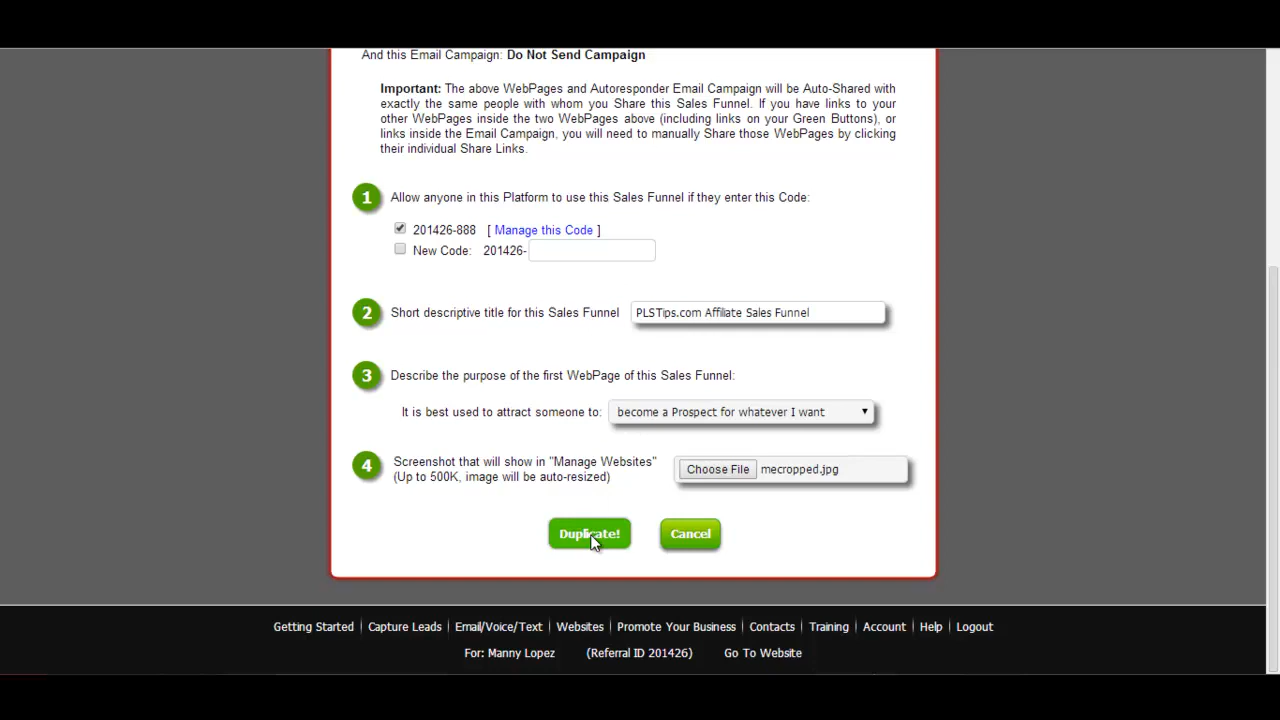 And this Email Campaign: Do Not Send Campaign
Important: The above WebPages and Autoresponder Email Campaign will be Auto-Shared with
exactly the same people with whom you Share this Sales Funnel. If you have links to your
other WebPages inside the two WebPages above (including links on your Green Buttons), or
links inside the Email Campaign, you will need to manually Share those WebPages by clicking
their individual Share Links.
1 Allow anyone in this Platform to use this Sales Funnel if they enter this Code:
201426-888 [ Manage this Code ]
New Code: 201426-
2 Short descriptive title for this Sales Funnel PLSTips.com Affiliate Sales Funnel
3 Describe the purpose of the first WebPage of this Sales Funnel:
It is best used to attract someone to: become a Prospect for whatever I want
4 Screenshot that will show in "Manage Websites"
(Up to 500K, image will be auto-resized)
Choose File mecropped.jpg
Duplicate! Cancel
Getting Started Capture Leads Email/Voice/Text Websites Promote Your Business Contacts Training Account Help Logout
For: Manny Lopez (Referral ID 201426) Go To Website